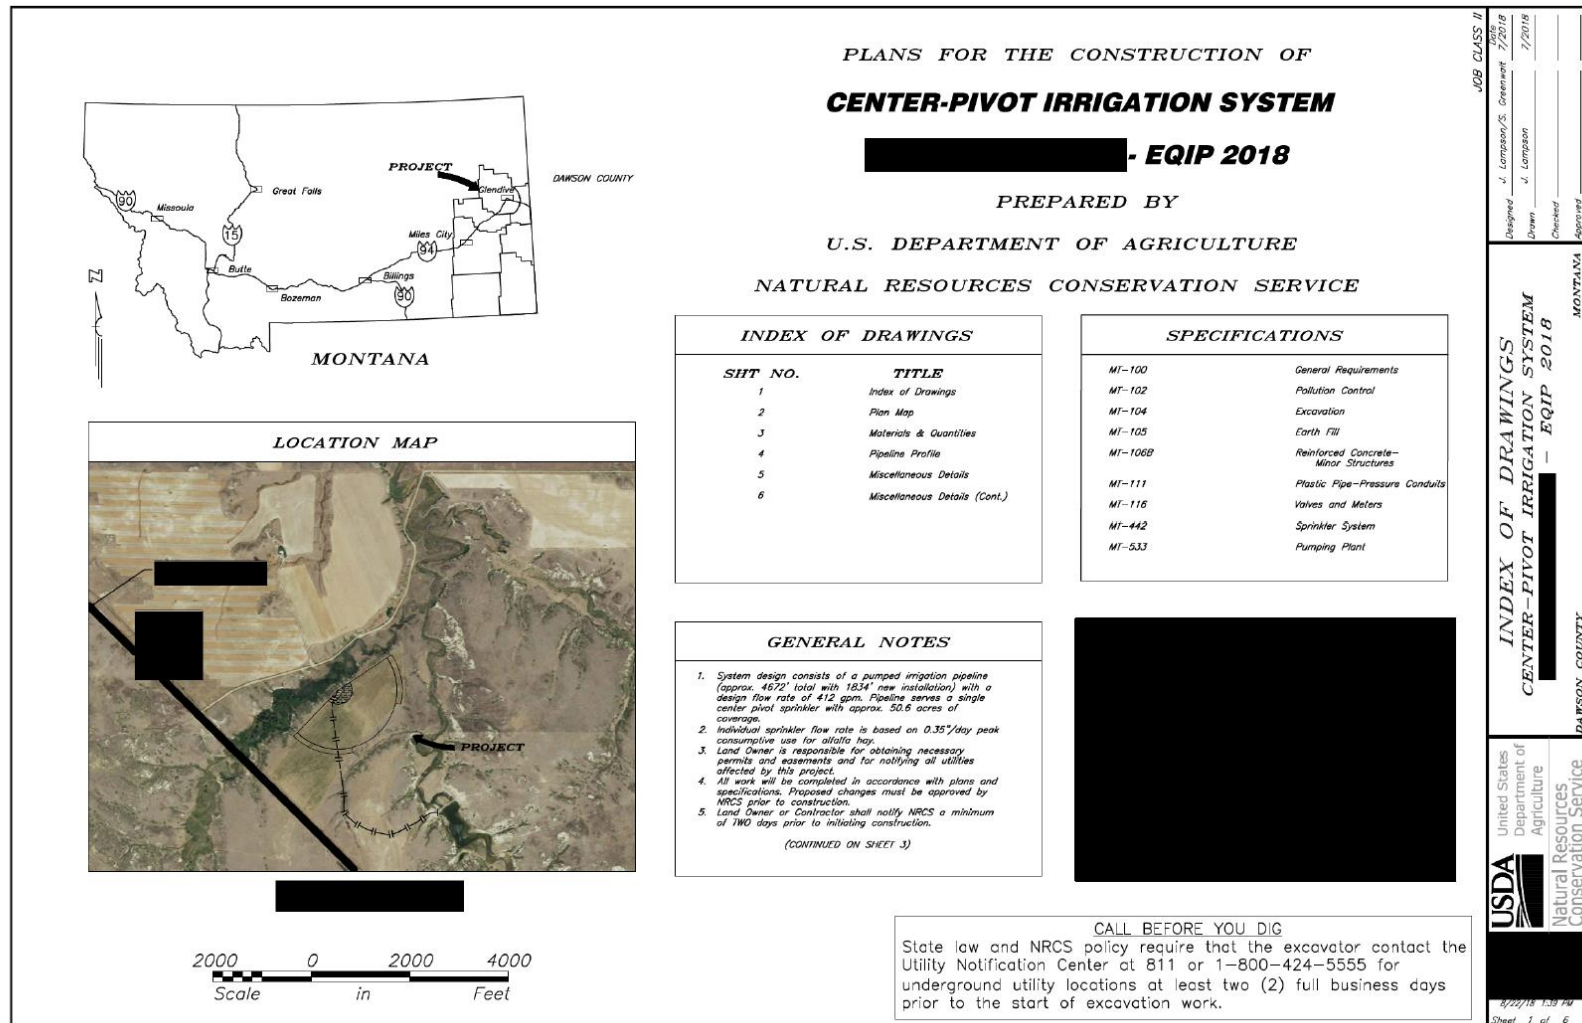 PLANS FOR THE CONSTRUCTION OF
CENTER-PIVOT IRRIGATION SYSTEM
- EQIP 2018
PREPARED BY
U.S. DEPARTMENT OF AGRICULTURE
NATURAL RESOURCES CONSERVATION SERVICE
PROJECT
DAWSON COUNTY
Glendive
Great Falls
90
Missoula
15
Miles City
94
Butte
Billings
90
Bozeman
MONTANA
LOCATION MAP
PROJECT
2000 0 2000 4000
Scale in Feet
INDEX OF DRAWINGS
SHT NO. TITLE
1 Index of Drawings
2 Plan Map
3 Materials & Quantities
4 Pipeline Profile
5 Miscellaneous Details
6 Miscellaneous Details (Cont.)
SPECIFICATIONS
MT-100 General Requirements
MT-102 Pollution Control
MT-104 Excavation
MT-105 Earth Fill
MT-106B Reinforced Concrete-
Minor Structures
MT-111 Plastic Pipe-Pressure Conduits
MT-116 Valves and Meters
MT-442 Sprinkler System
MT-533 Pumping Plant
GENERAL NOTES
1. System design consists of a pumped irrigation pipeline
(approx. 4672' total with 1834' new installation) with a
design flow rate of 412 gpm. Pipeline serves a single
center pivot sprinkler with approx. 50.6 acres of
coverage.
2. Individual sprinkler flow rate is based on 0.35"/day peak
consumptive use for alfalfa hay.
3. Land Owner is responsible for obtaining necessary
permits and easements and for notifying all utilities
affected by this project.
4. All work will be completed in accordance with plans and
specifications. Proposed changes must be approved by
NRCS prior to construction.
5. Land Owner or Contractor shall notify NRCS a minimum
of TWO days prior to initiating construction.
(CONTINUED ON SHEET 3)
CALL BEFORE YOU DIG
State law and NRCS policy require that the excavator contact the
Utility Notification Center at 811 or 1-800-424-5555 for
underground utility locations at least two (2) full business days
prior to the start of excavation work.
JOB CLASS II
Date
Designed J. Lampson/S. Greenwalt 7/2018
Drawn J. Lampson 7/2018
Checked
Approved
INDEX OF DRAWINGS
CENTER-PIVOT IRRIGATION SYSTEM
- EQIP 2018
DAWSON COUNTY MONTANA
USDA
United States
Department of
Agriculture
Natural Resources
Conservation Service
8/22/18 1:39 PM
Sheet 1 of 6